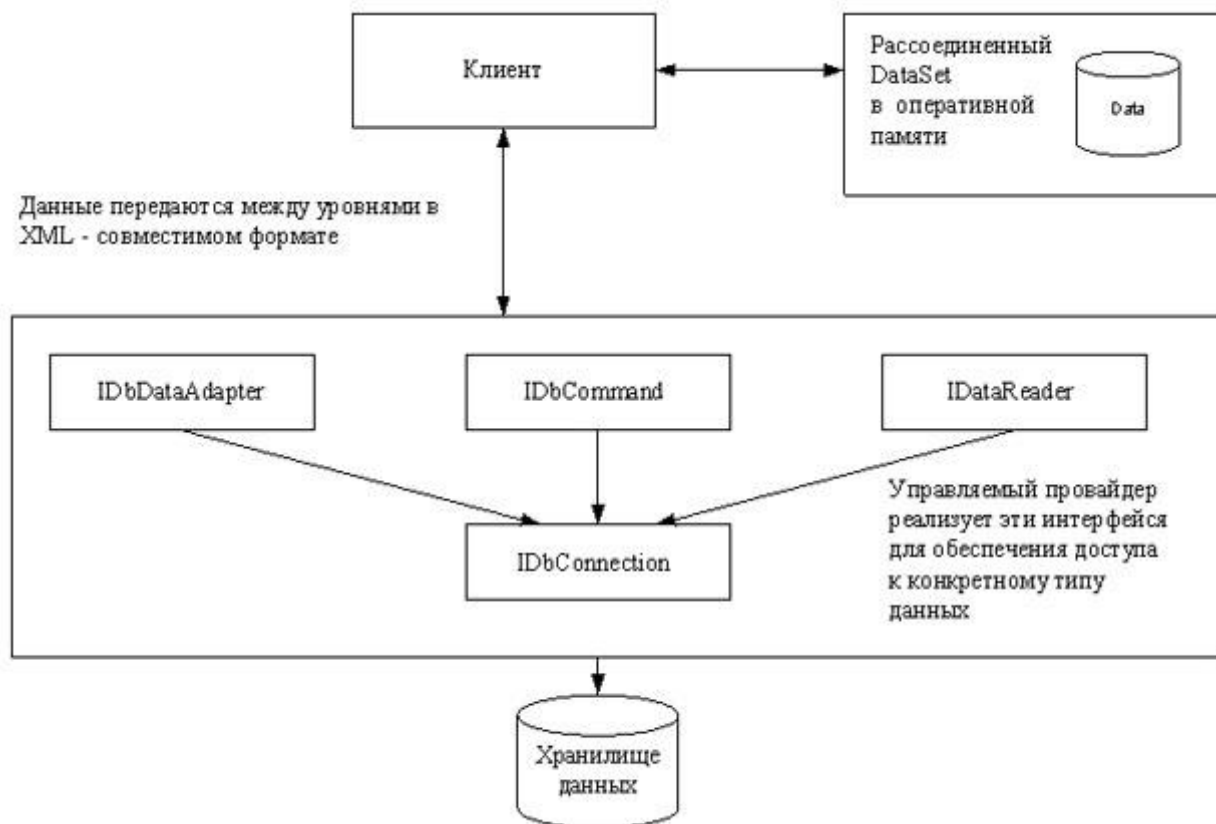 Клиент
Рассоединенный
DataSet
в оперативной
памяти
Data
Данные передаются между уровнями в
XML - совместимом формате
IDbDataAdapter
IDbCommand
IDataReader
IDbConnection
Управляемый провайдер
реализует эти интерфейся
для обеспечения доступа
к конкретному типу
данных
Хранилище
данных